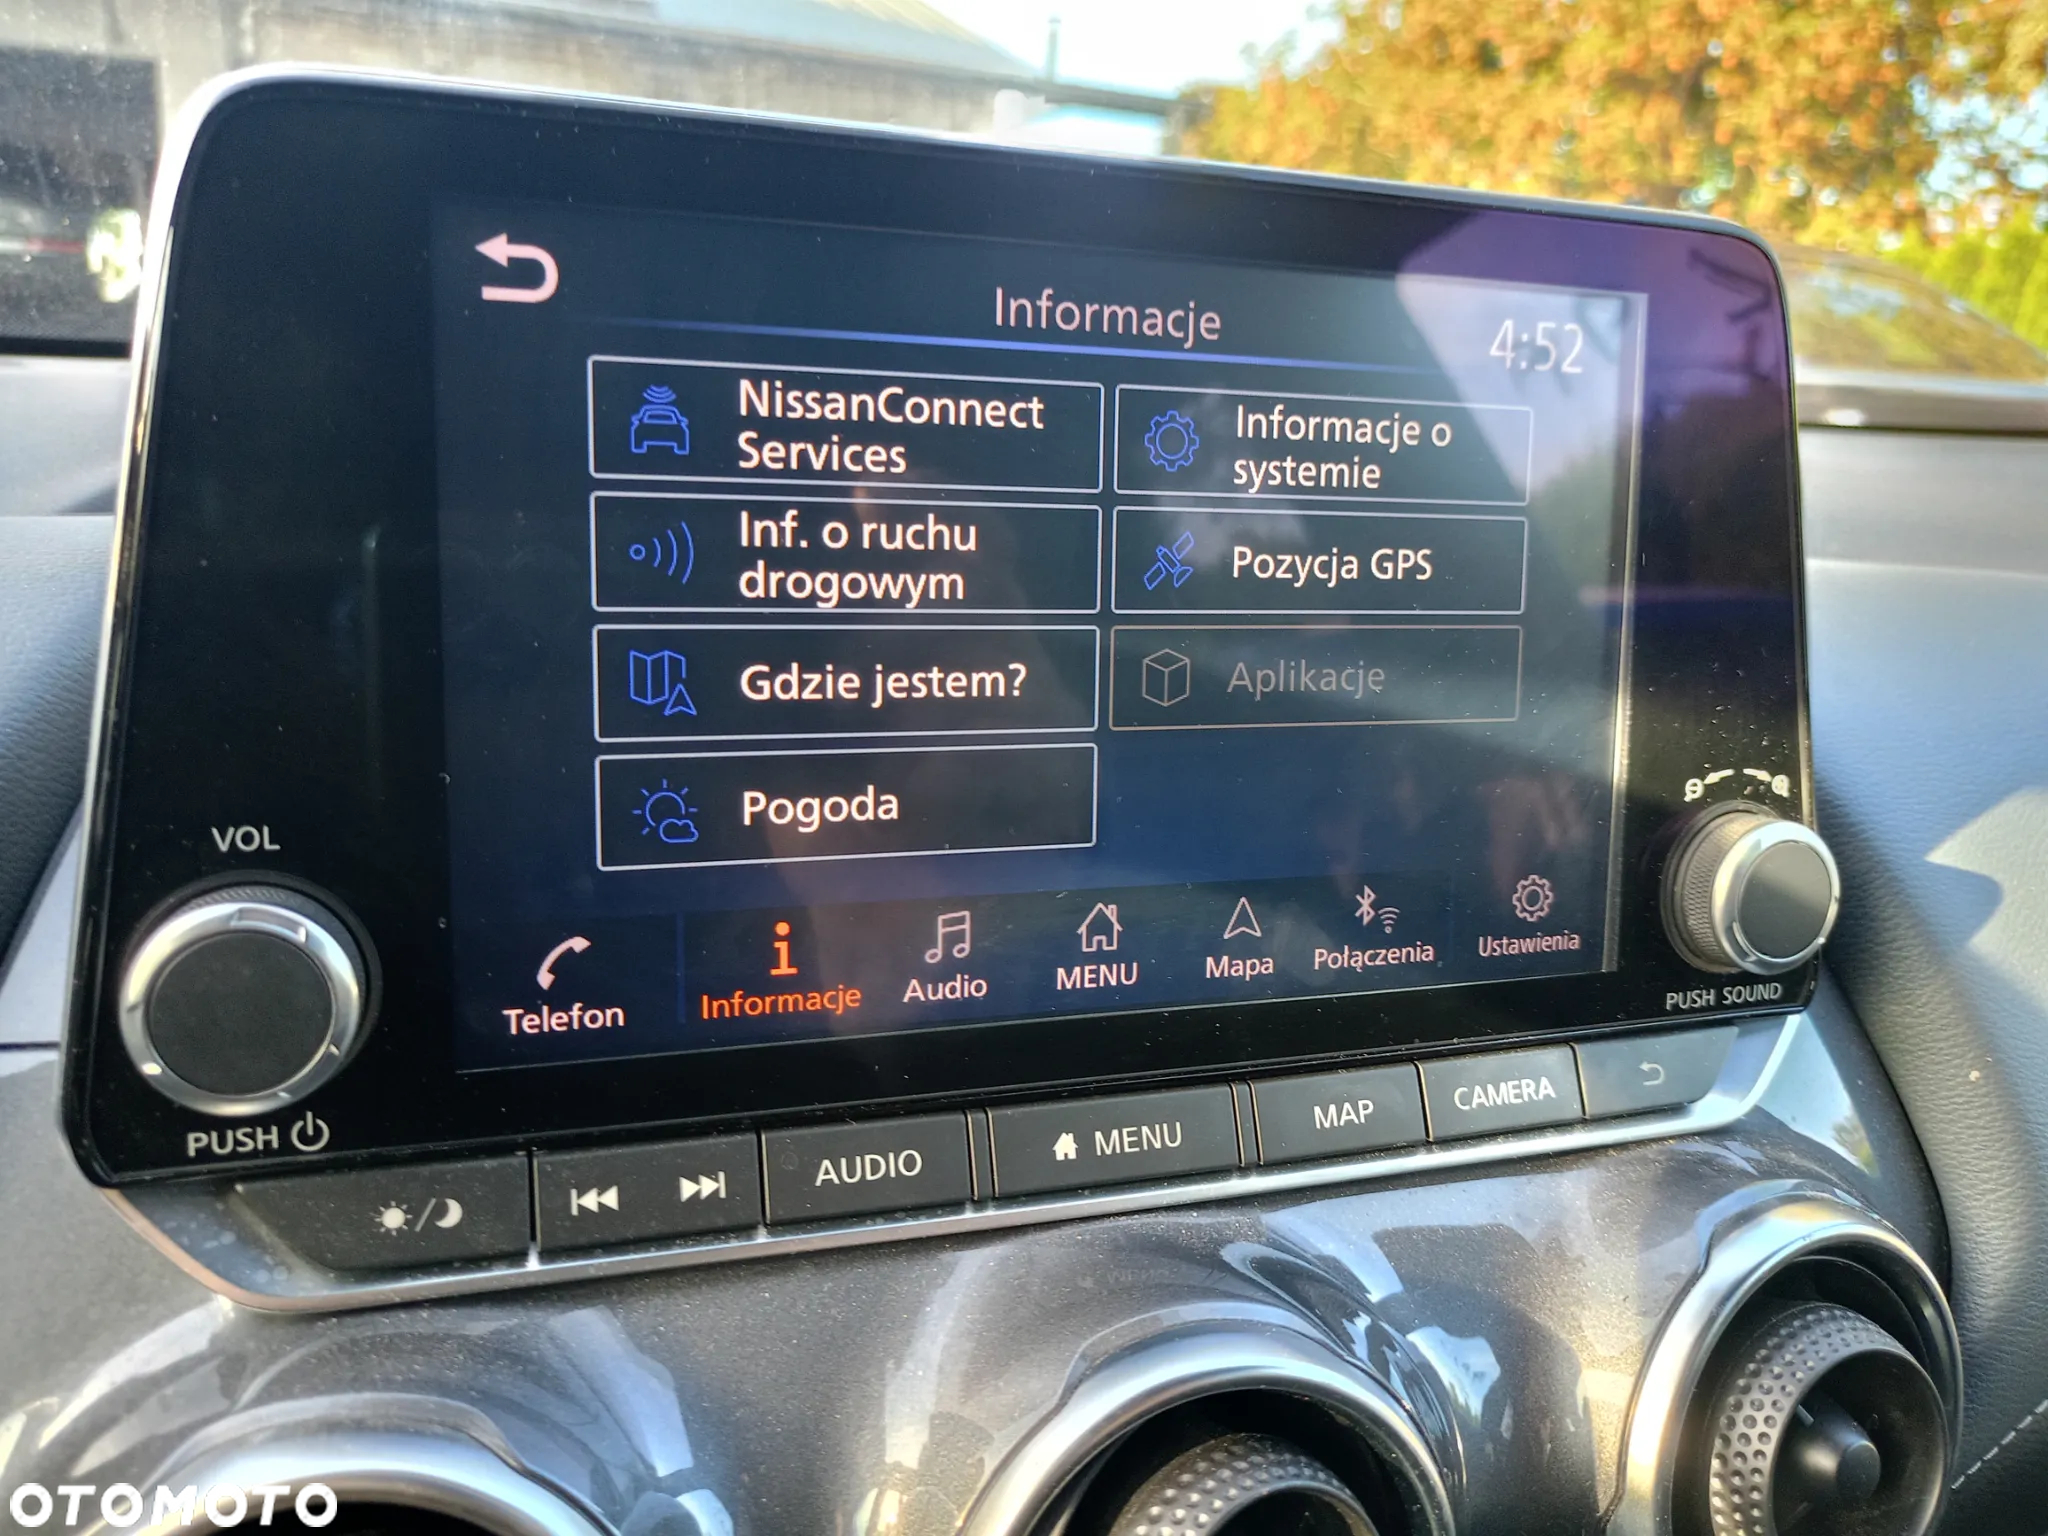 Informacje
4:52
NissanConnect
Services
Informacje o
systemie
Inf. o ruchu
drogowym
Pozycja GPS
Gdzie jestem?
Aplikacje
Pogoda
Telefon
Informacje
Audio
MENU
Mapa
Połączenia
Ustawienia
VOL
PUSH
PUSH SOUND
AUDIO
MENU
MAP
CAMERA
OTOMOTO